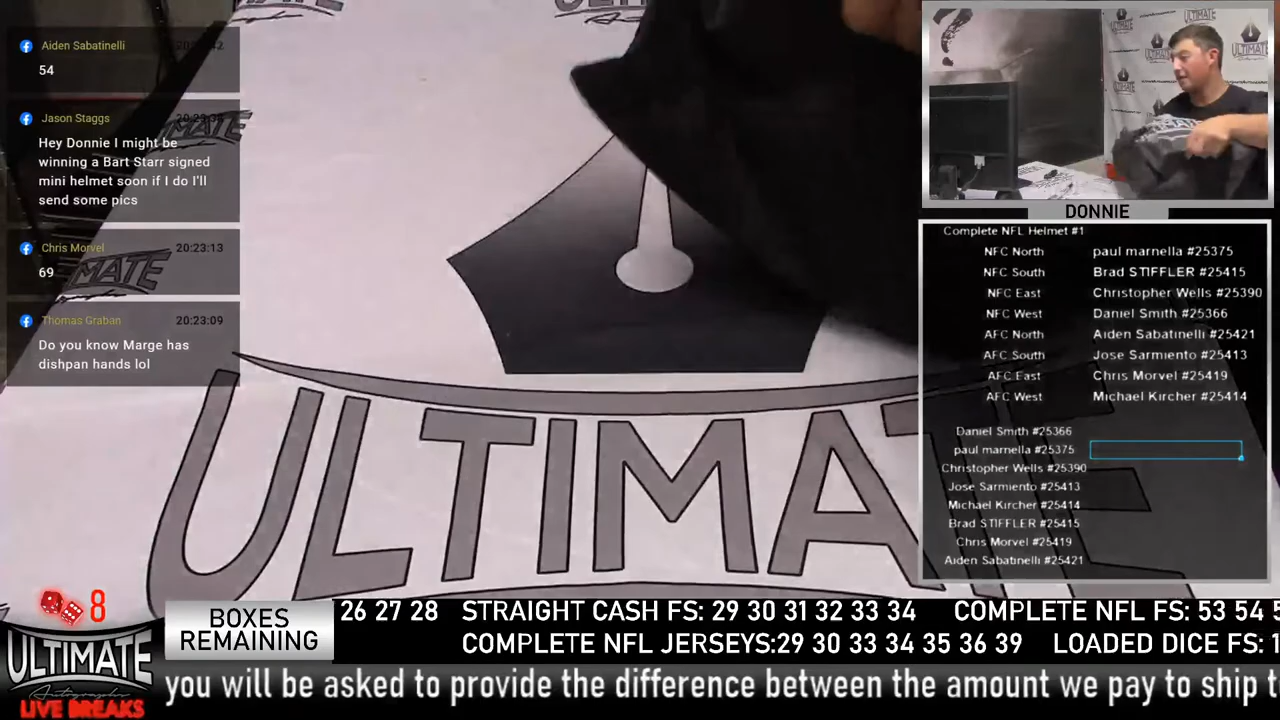 Aiden Sabatinelli
54
Jason Staggs
Hey Donnie I might be
winning a Bart Starr signed
mini helmet soon if I do I'll
send some pics
Chris Morvel 20:23:13
69
Thomas Graban 20:23:09
Do you know Marge has
dishpan hands lol
ULTIMATE
ULTIMATE
DONNIE
Complete NFL Helmet #1
NFC North paul marnella #25375
NFC South Brad STIFFLER #25415
NFC East Christopher Wells #25390
NFC West Daniel Smith #25366
AFC North Aiden Sabatinelli #25421
AFC South Jose Sarmiento #25413
AFC East Chris Morvel #25419
AFC West Michael Kircher #25414
Daniel Smith #25366
paul marnella #25375
Christopher Wells #25390
Jose Sarmiento #25413
Michael Kircher #25414
Brad STIFFLER #25415
Chris Morvel #25419
Aiden Sabatinelli #25421
8
ULTIMATE
Autographs
LIVE BREAKS
BOXES
REMAINING
26 27 28 STRAIGHT CASH FS: 29 30 31 32 33 34 COMPLETE NFL FS: 53 54 5
COMPLETE NFL JERSEYS:29 30 33 34 35 36 39 LOADED DICE FS: 1
you will be asked to provide the difference between the amount we pay to ship t